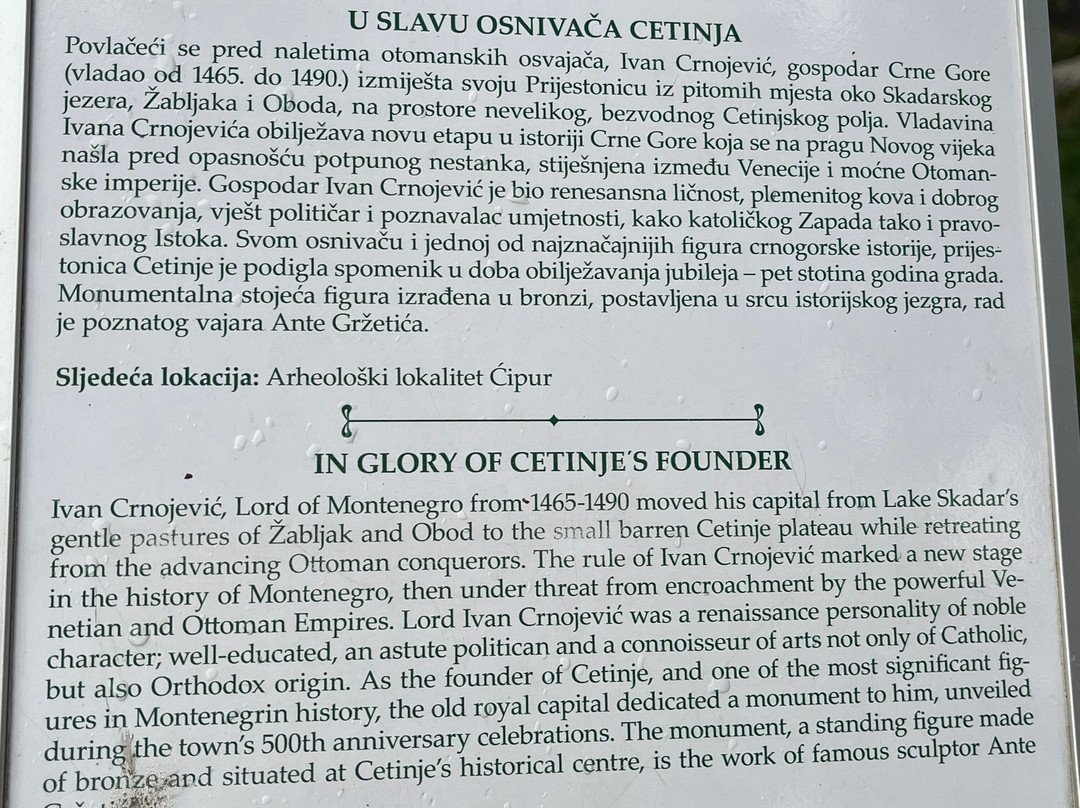 U SLAVU OSNIVAČA CETINJA
Povlačeći se pred naletima otomanskih osvajača, Ivan Crnojević, gospodar Crne Gore
(vladao od 1465. do 1490.) izmiješta svoju Prijestonicu iz pitomih mjesta oko Skadarskog
jezera, Žabljaka i Oboda, na prostore nevelikog, bezvodnog Cetinjskog polja. Vladavina
Ivana Crnojevića obilježava novu etapu u istoriji Crne Gore koja se na pragu Novog vijeka
našla pred opasnošću potpunog nestanka, stiješnjena između Venecije i moćne Otoman-
ske imperije. Gospodar Ivan Crnojević je bio renesansna ličnost, plemenitog kova i dobrog
obrazovanja, vješt političar i poznavalac umjetnosti, kako katoličkog Zapada tako i pravo-
slavnog Istoka. Svom osnivaču i jednoj od najznačajnijih figura crnogorske istorije, prijes-
tonica Cetinje je podigla spomenik u doba obilježavanja jubileja – pet stotina godina grada.
Monumentalna stojeća figura izrađena u bronzi, postavljena u srcu istorijskog jezgra, rad
je poznatog vajara Ante Gržetića.
Sljedeća lokacija: Arheološki lokalitet Ćipur
IN GLORY OF CETINJE´S FOUNDER
Ivan Crnojević, Lord of Montenegro from 1465-1490 moved his capital from Lake Skadar’s
gentle pastures of Žabljak and Obod to the small barren Cetinje plateau while retreating
from the advancing Ottoman conquerors. The rule of Ivan Crnojević marked a new stage
in the history of Montenegro, then under threat from encroachment by the powerful Ve-
netian and Ottoman Empires. Lord Ivan Crnojević was a renaissance personality of noble
character; well-educated, an astute politican and a connoisseur of arts not only of Catholic,
but also Orthodox origin. As the founder of Cetinje, and one of the most significant fig-
ures in Montenegrin history, the old royal capital dedicated a monument to him, unveiled
during the town’s 500th anniversary celebrations. The monument, a standing figure made
of bronze and situated at Cetinje’s historical centre, is the work of famous sculptor Ante